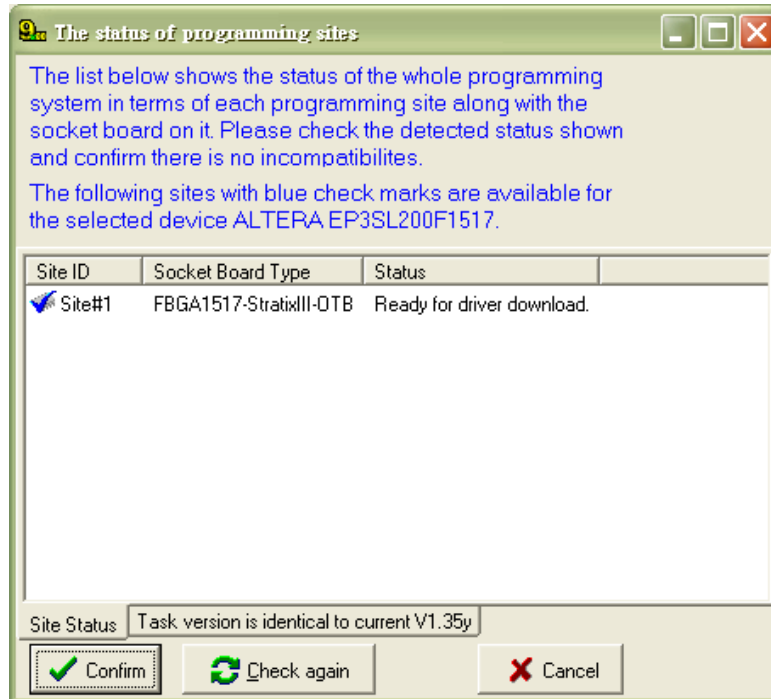 The status of programming sites
The list below shows the status of the whole programming
system in terms of each programming site along with the
socket board on it. Please check the detected status shown
and confirm there is no incompatibilites.
The following sites with blue check marks are available for
the selected device ALTERA EP3SL200F1517.
Site ID Socket Board Type Status
Site#1 FBGA1517-StratixIII-OTB Ready for driver download.
Site Status Task version is identical to current V1.35y
Confirm Check again Cancel